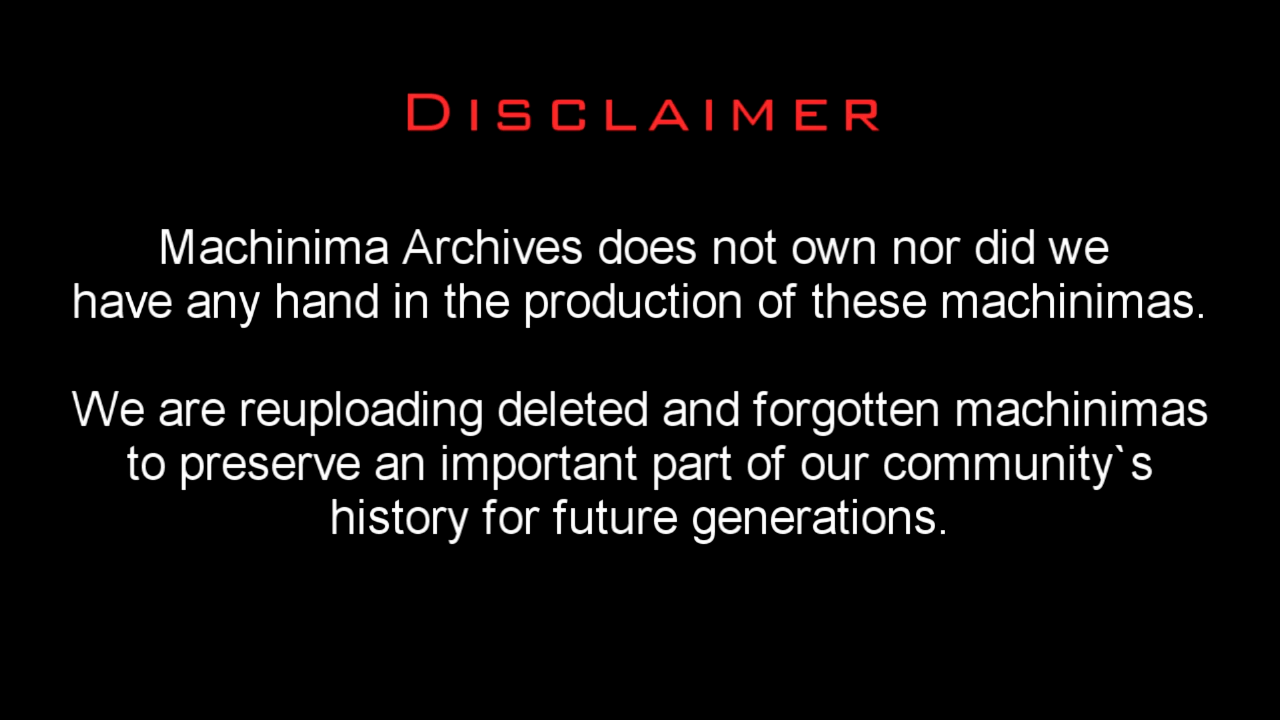 DISCLAIMER
Machinima Archives does not own nor did we
have any hand in the production of these machinimas.
We are reuploading deleted and forgotten machinimas
to preserve an important part of our community`s
history for future generations.